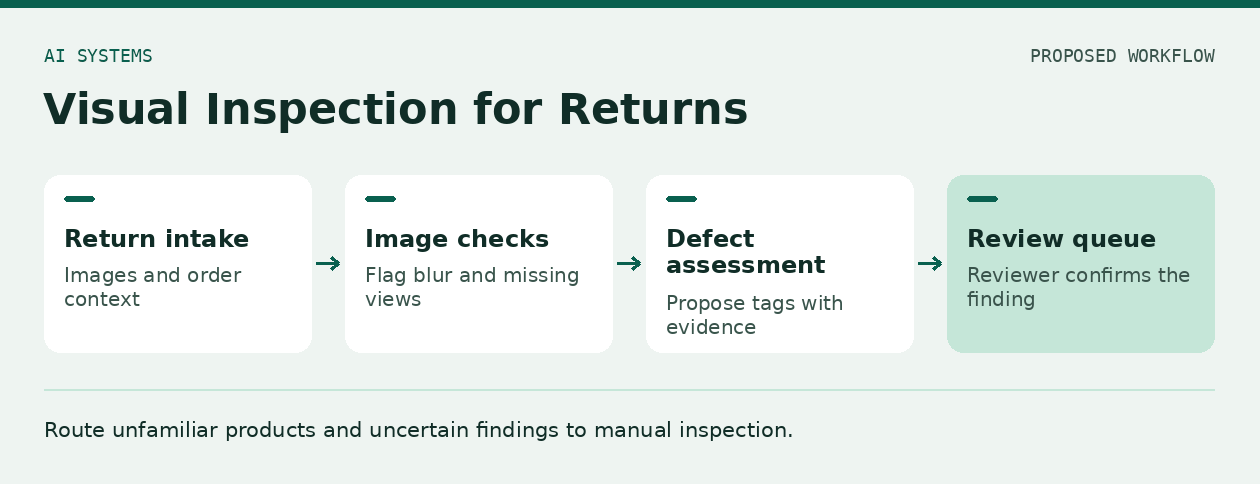 AI SYSTEMS
PROPOSED WORKFLOW
Visual Inspection for Returns
Return intake
Images and order
context
Image checks
Flag blur and missing
views
Defect
assessment
Propose tags with
evidence
Review queue
Reviewer confirms the
finding
Route unfamiliar products and uncertain findings to manual inspection.